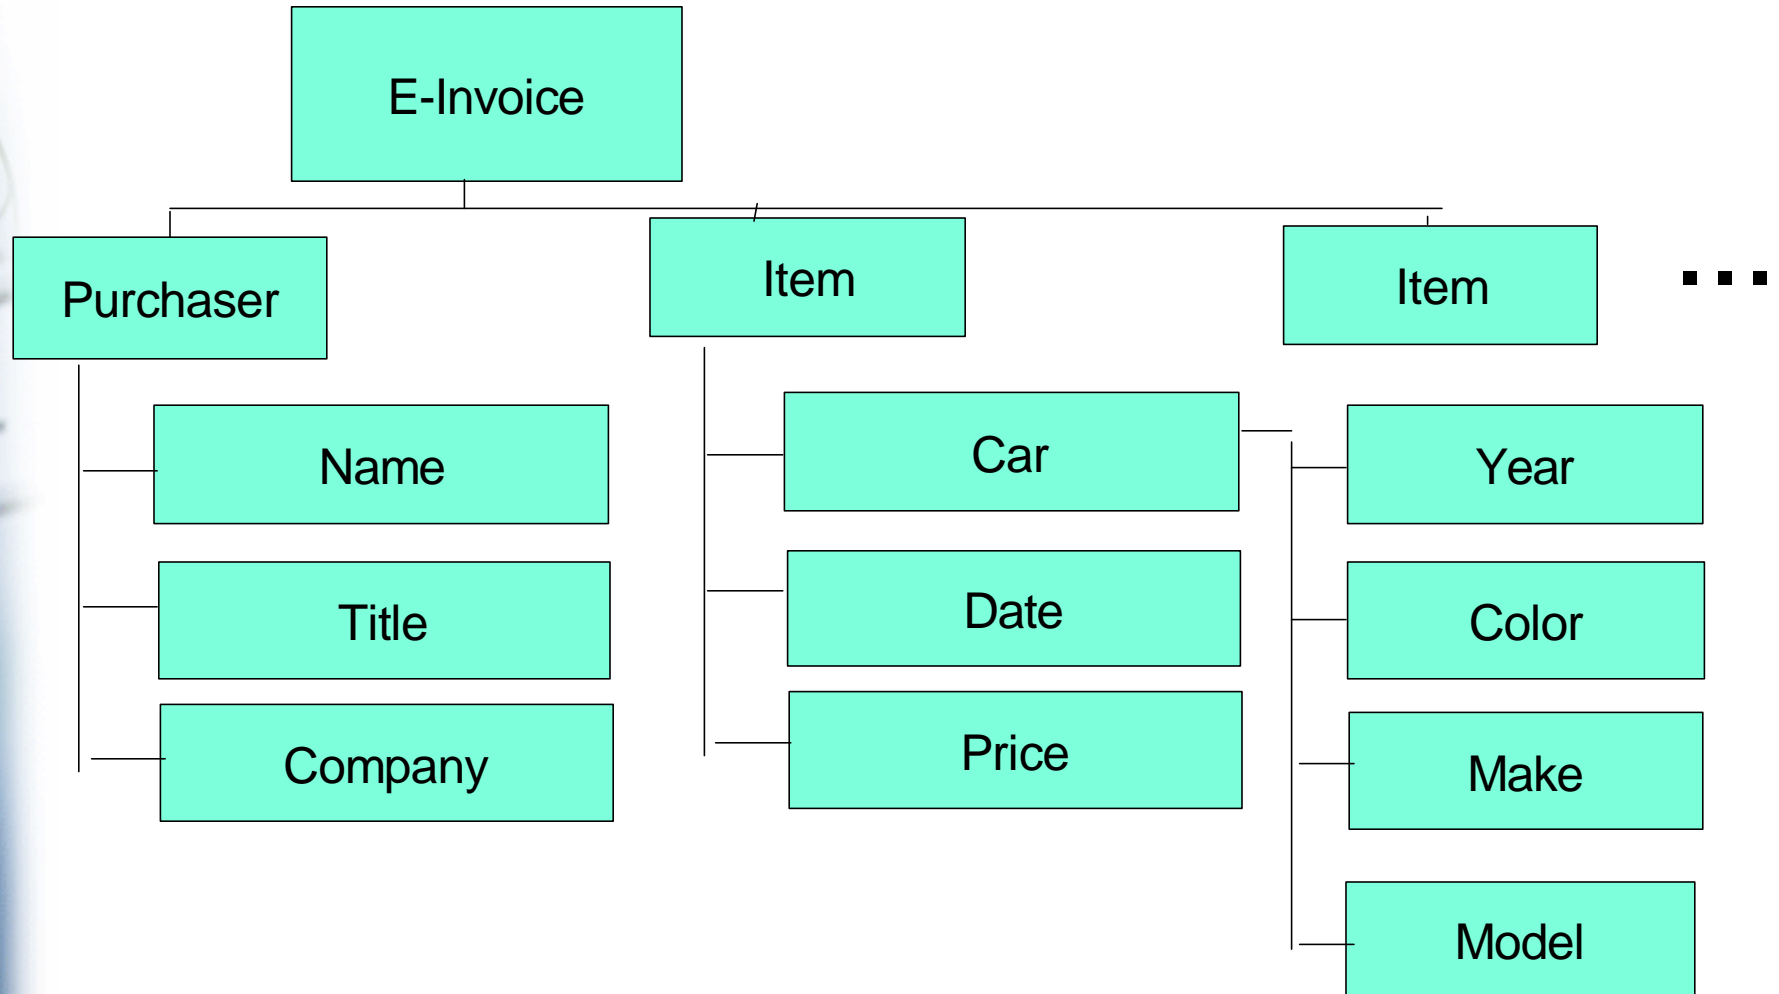 E-Invoice
Purchaser
Item
Item
...
Name
Car
Year
Title
Date
Color
Company
Price
Make
Model